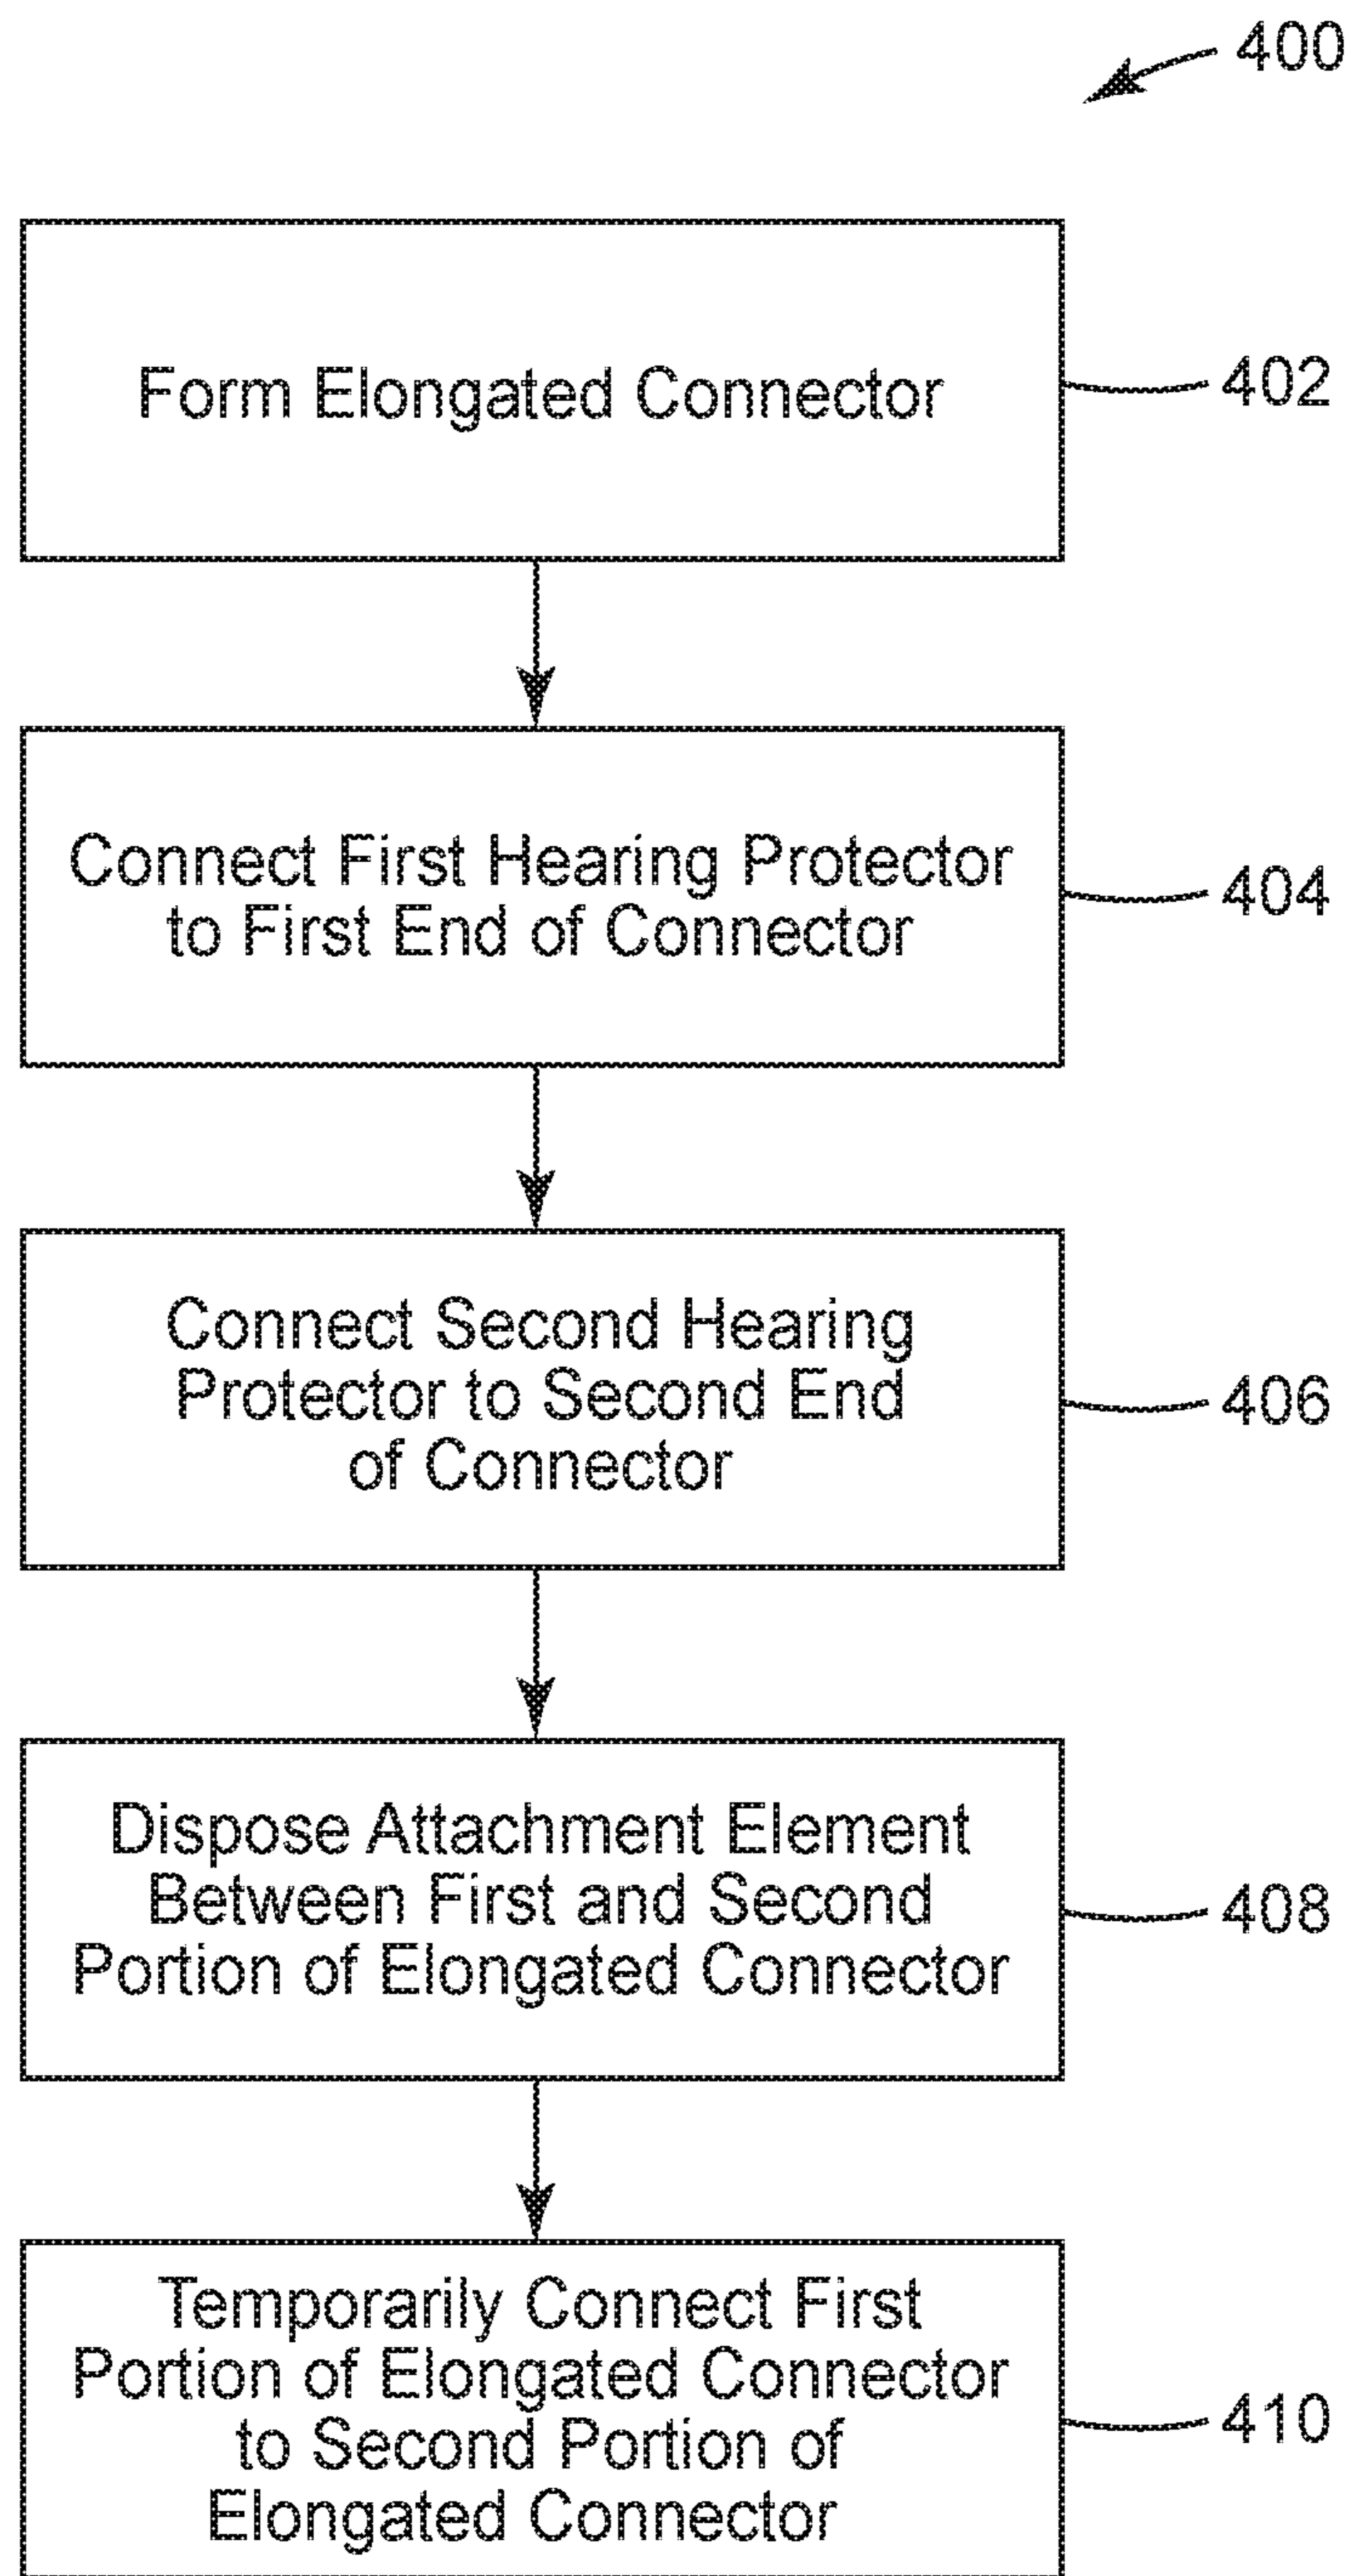 400
Form Elongated Connector
402
Connect First Hearing Protector
to First End of Connector
404
Connect Second Hearing
Protector to Second End
of Connector
406
Dispose Attachment Element
Between First and Second
Portion of Elongated Connector
408
Temporarily Connect First
Portion of Elongated Connector
to Second Portion of
Elongated Connector
410